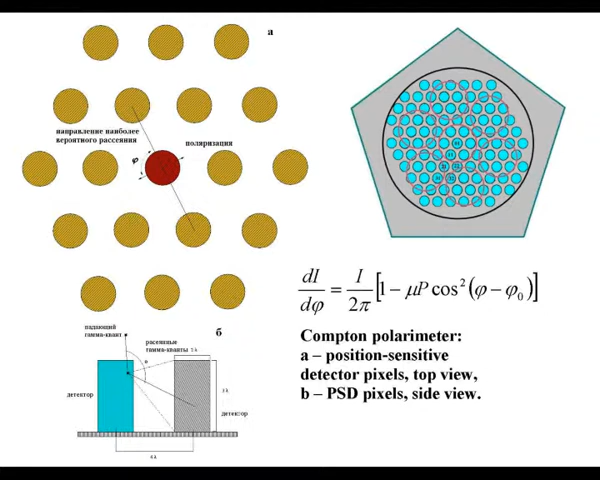 а
направление наиболее
вероятного рассеяния
поляризация
φ
dI/dφ = I/2π [1 − μP cos²(φ − φ₀)]
Compton polarimeter:
a – position-sensitive
detector pixels, top view,
b – PSD pixels, side view.
б
падающий
гамма-квант
рассеянные
гамма-кванты
детектор
детектор